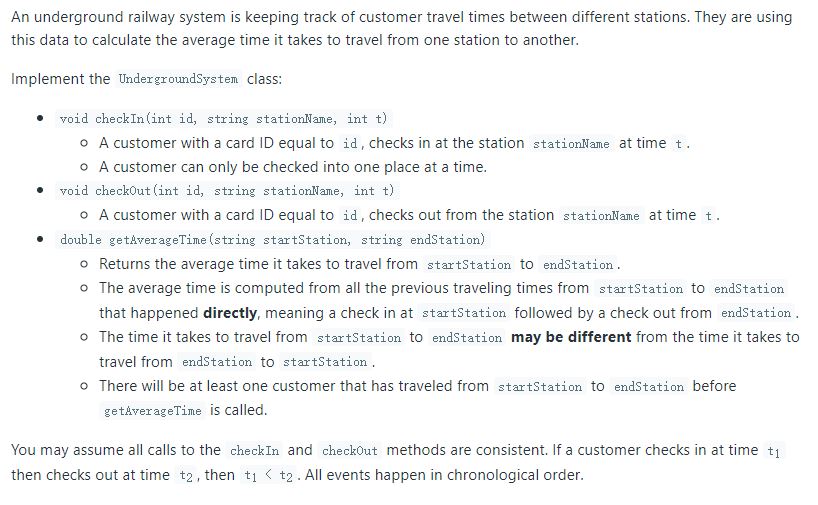 An underground railway system is keeping track of customer travel times between different stations. They are using
this data to calculate the average time it takes to travel from one station to another.
Implement the UndergroundSystem class:
• void checkIn(int id, string stationName, int t)
○ A customer with a card ID equal to id, checks in at the station stationName at time t.
○ A customer can only be checked into one place at a time.
• void checkOut(int id, string stationName, int t)
○ A customer with a card ID equal to id, checks out from the station stationName at time t.
• double getAverageTime(string startStation, string endStation)
○ Returns the average time it takes to travel from startStation to endStation.
○ The average time is computed from all the previous traveling times from startStation to endStation
that happened directly, meaning a check in at startStation followed by a check out from endStation.
○ The time it takes to travel from startStation to endStation may be different from the time it takes to
travel from endStation to startStation.
○ There will be at least one customer that has traveled from startStation to endStation before
getAverageTime is called.
You may assume all calls to the checkIn and checkOut methods are consistent. If a customer checks in at time t₁
then checks out at time t₂, then t₁ < t₂. All events happen in chronological order.